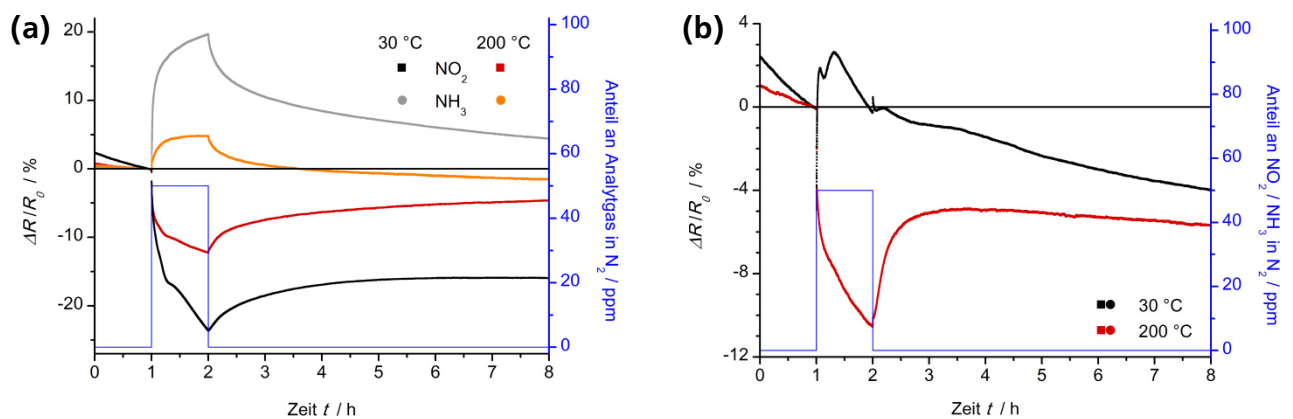 (a)
20
10
0
-10
-20
ΔR/R₀ / %
30 °C 200 °C
NO₂
NH₃
100
80
60
40
20
0
Anteil an Analytgas in N₂ / ppm
0 1 2 3 4 5 6 7 8
Zeit t / h
(b)
4
0
-4
-8
-12
ΔR/R₀ / %
30 °C
200 °C
100
80
60
40
20
0
Anteil an NO₂ / NH₃ in N₂ / ppm
0 1 2 3 4 5 6 7 8
Zeit t / h